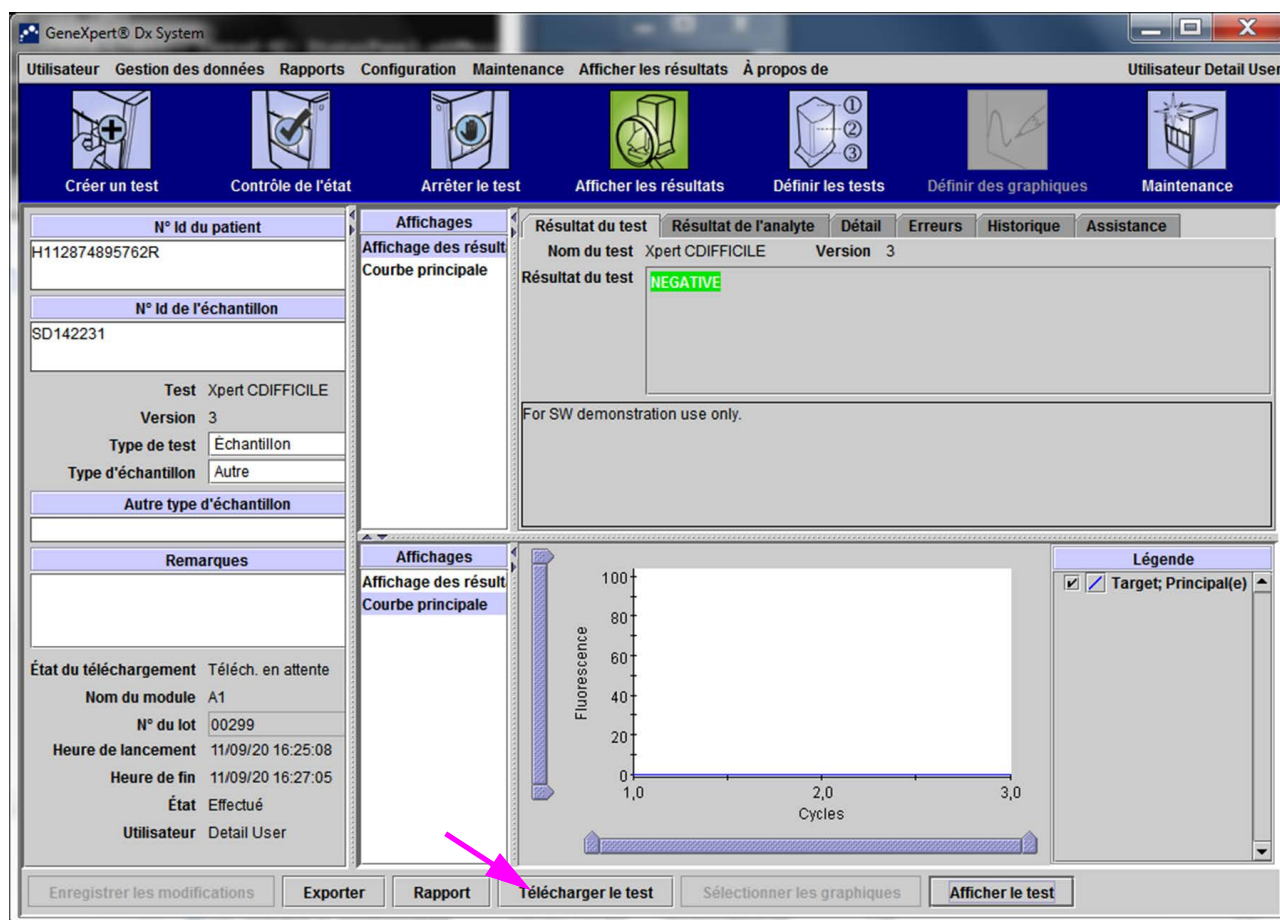 GeneXpert® Dx System
Utilisateur Gestion des données Rapports Configuration Maintenance Afficher les résultats À propos de Utilisateur Detail User
1
2
3
Créer un test Contrôle de l'état Arrêter le test Afficher les résultats Définir les tests Définir des graphiques Maintenance
N° Id du patient
H112874895762R
N° Id de l'échantillon
SD142231
Test Xpert CDIFFICILE
Version 3
Type de test Échantillon
Type d'échantillon Autre
Autre type d'échantillon
Remarques
État du téléchargement Téléch. en attente
Nom du module A1
N° du lot 00299
Heure de lancement 11/09/20 16:25:08
Heure de fin 11/09/20 16:27:05
État Effectué
Utilisateur Detail User
Affichages
Affichage des résult
Courbe principale
Résultat du test Résultat de l'analyte Détail Erreurs Historique Assistance
Nom du test Xpert CDIFFICILE Version 3
Résultat du test NEGATIVE
For SW demonstration use only.
Affichages
Affichage des résult
Courbe principale
Fluorescence
100
80
60
40
20
0
1,0 2,0 3,0
Cycles
Légende
Target; Principal(e)
Enregistrer les modifications Exporter Rapport Télécharger le test Sélectionner les graphiques Afficher le test